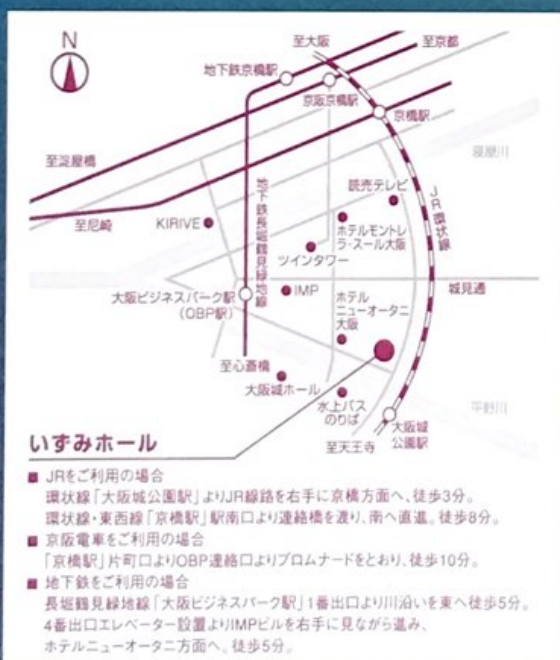 N
至大阪
至京都
地下鉄京橋駅
京阪京橋駅
京橋駅
至淀屋橋
寝屋川
地下鉄長堀鶴見緑地線
読売テレビ
JR環状線
至尼崎
KIRIVE
ホテルモントレ
ラ・スール大阪
ツインタワー
大阪ビジネスパーク駅
(OBP駅)
IMP
城見通
ホテル
ニューオータニ
大阪
至心斎橋
大阪城ホール
水上バス
のりば
平野川
大阪城
公園駅
至天王寺
いずみホール
■ JRをご利用の場合
環状線「大阪城公園駅」よりJR線路を右手に京橋方面へ、徒歩3分。
環状線・東西線「京橋駅」駅南口より連絡橋を渡り、南へ直進。徒歩8分。
■ 京阪電車をご利用の場合
「京橋駅」片町口よりOBP連絡口よりプロムナードをとおり、徒歩10分。
■ 地下鉄をご利用の場合
長堀鶴見緑地線「大阪ビジネスパーク駅」1番出口より川沿いを東へ徒歩5分。
4番出口エレベーター設置よりIMPビルを右手に見ながら進み、
ホテルニューオータニ方面へ。徒歩5分。